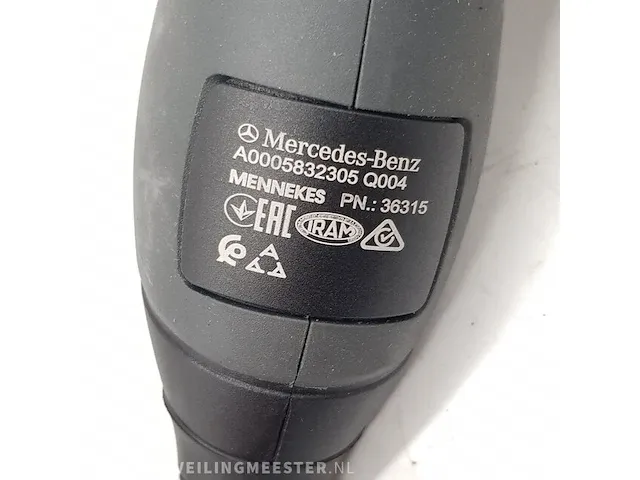 Mercedes-Benz
A0005832305 Q004
MENNEKES PN.: 36315
EAC IRAM
VEILINGMEESTER.NL